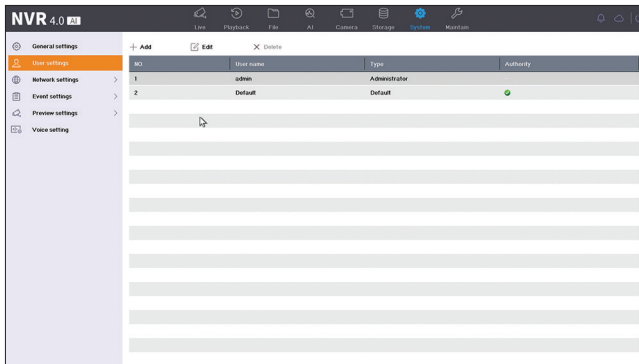 NVR 4.0 AI
Live Playback File AI Camera Storage System Maintain
General settings
User settings
Network settings
Event settings
Preview settings
Voice setting
Add Edit Delete
NO. User name Type Authority
1 admin Administrator
2 Default Default